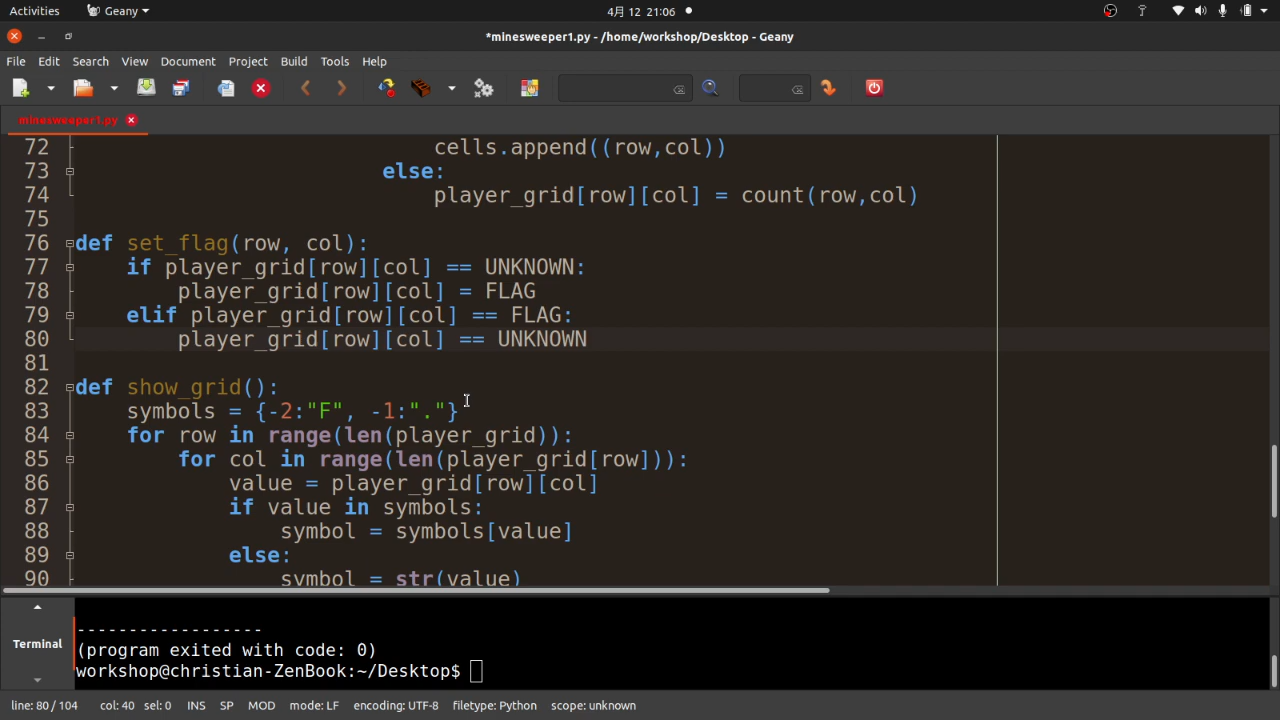 Activities Geany 4月 12 21:06
*minesweeper1.py - /home/workshop/Desktop - Geany
File Edit Search View Document Project Build Tools Help
minesweeper1.py
72 cells.append((row,col))
73 else:
74 player_grid[row][col] = count(row,col)
75
76 def set_flag(row, col):
77 if player_grid[row][col] == UNKNOWN:
78 player_grid[row][col] = FLAG
79 elif player_grid[row][col] == FLAG:
80 player_grid[row][col] == UNKNOWN
81
82 def show_grid():
83 symbols = {-2:"F", -1:"."}
84 for row in range(len(player_grid)):
85 for col in range(len(player_grid[row])):
86 value = player_grid[row][col]
87 if value in symbols:
88 symbol = symbols[value]
89 else:
90 symbol = str(value)
------------------
Terminal (program exited with code: 0)
workshop@christian-ZenBook:~/Desktop$
line: 80 / 104 col: 40 sel: 0 INS SP MOD mode: LF encoding: UTF-8 filetype: Python scope: unknown